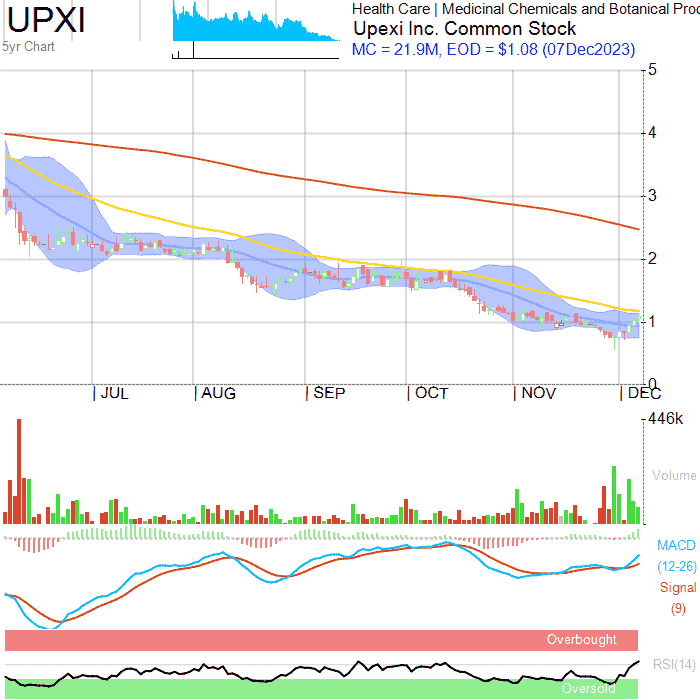 UPXI
5yr Chart
Health Care | Medicinal Chemicals and Botanical Proc
Upexi Inc. Common Stock
MC = 21.9M, EOD = $1.08 (07Dec2023)
5
4
3
2
1
0
JUL AUG SEP OCT NOV DEC
446k
Volume
MACD
(12-26)
Signal
(9)
Overbought
RSI(14)
Oversold